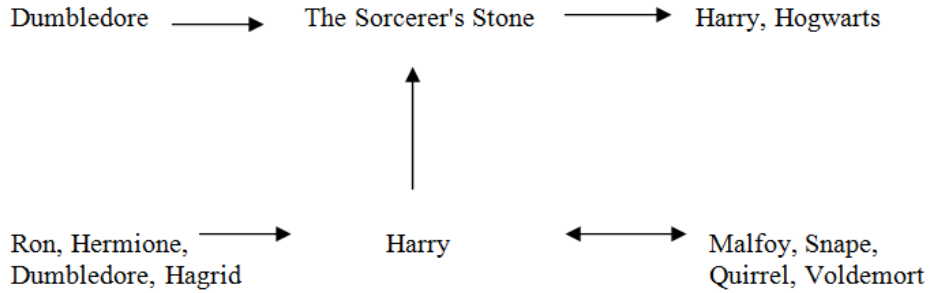 Dumbledore The Sorcerer's Stone Harry, Hogwarts
Ron, Hermione, Harry Malfoy, Snape,
Dumbledore, Hagrid Quirrel, Voldemort